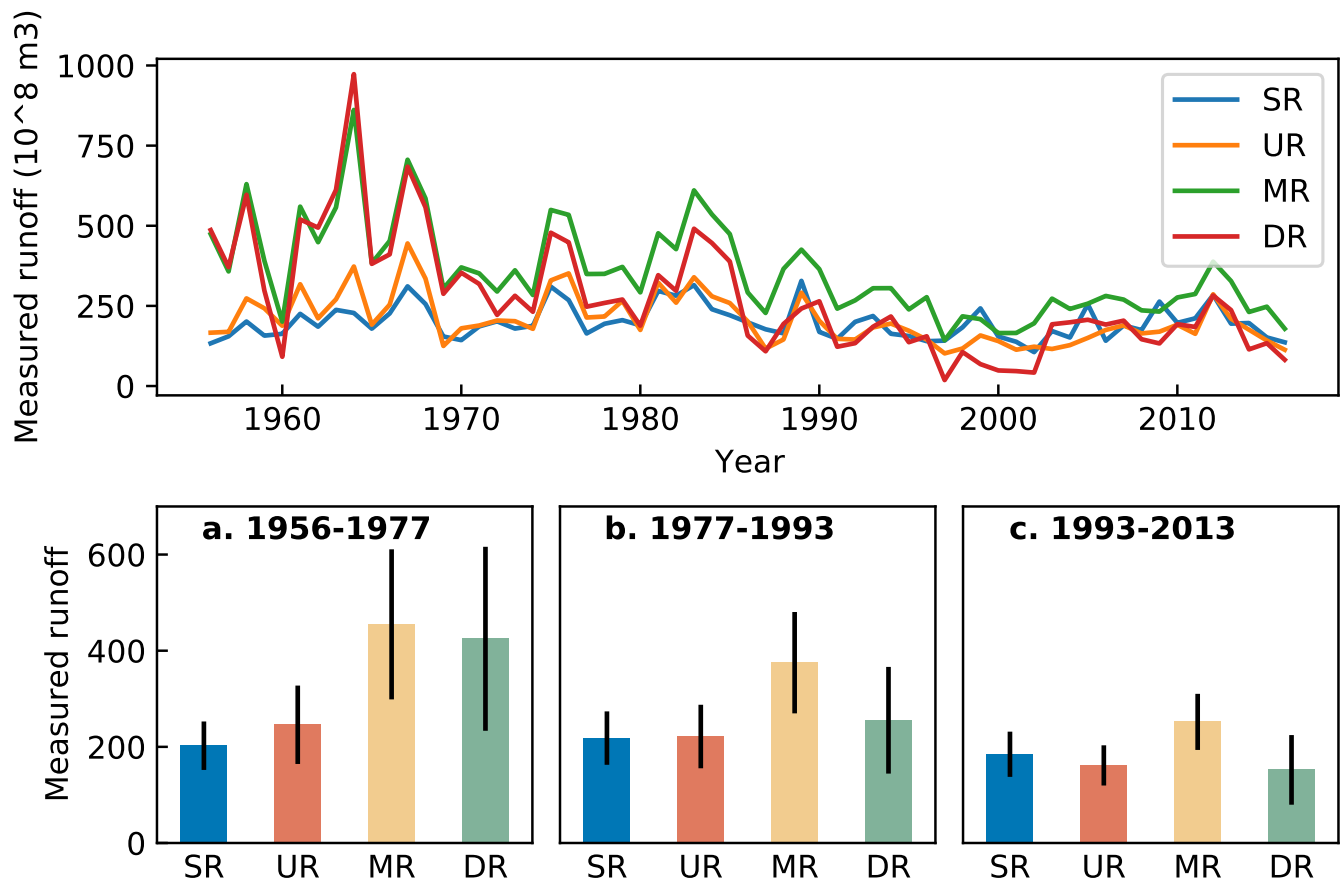 Measured runoff (10^8 m3)
1000
750
500
250
0
SR
UR
MR
DR
1960 1970 1980 1990 2000 2010
Year
Measured runoff
600
400
200
0
a. 1956-1977
SR UR MR DR
b. 1977-1993
SR UR MR DR
c. 1993-2013
SR UR MR DR